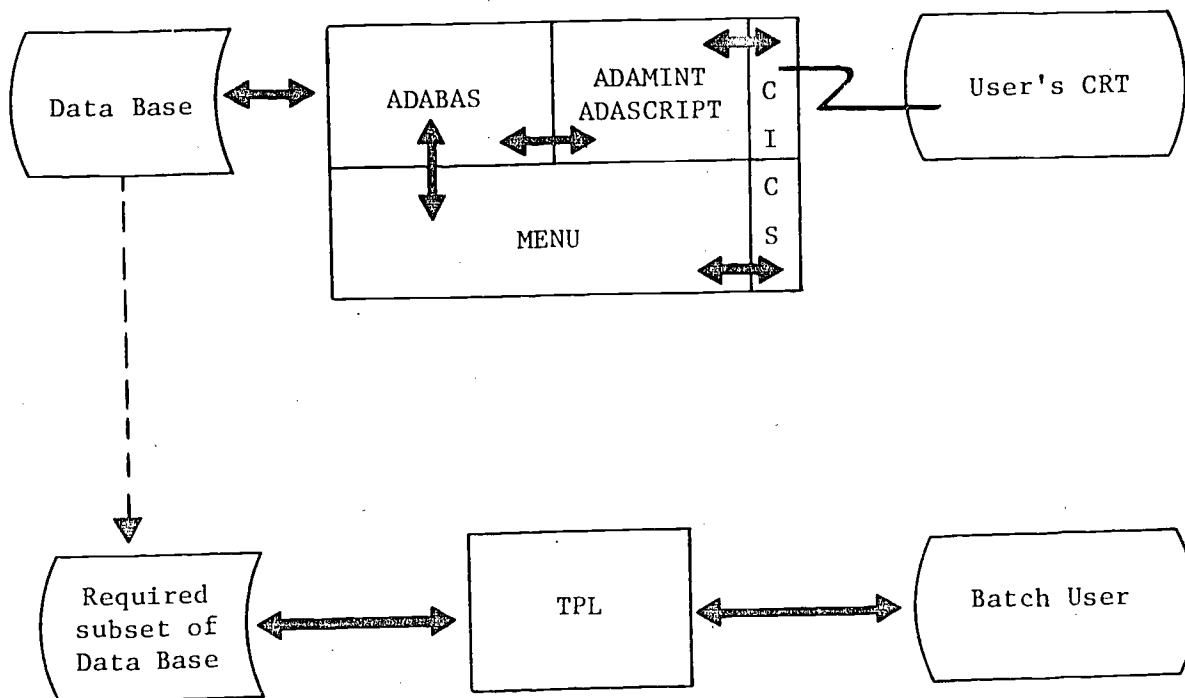 Data Base
ADABAS
ADAMINT
ADASCRIPT
C
I
C
S
User's CRT
MENU
Required
subset of
Data Base
TPL
Batch User